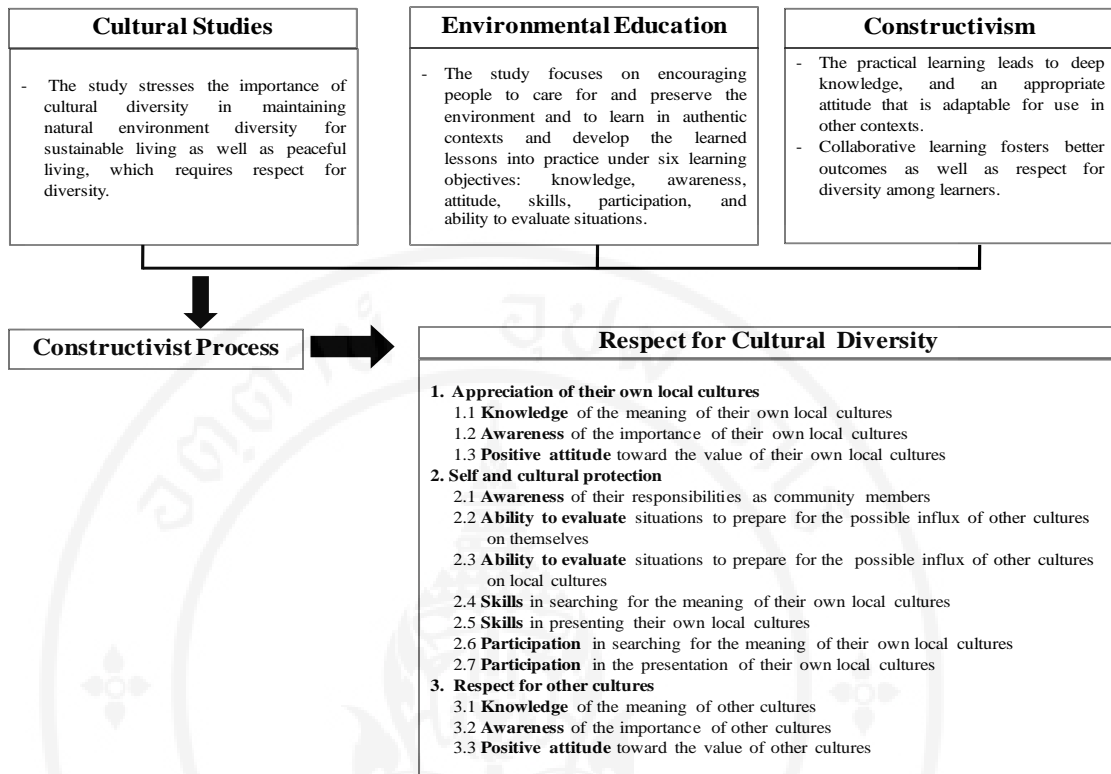 Cultural Studies
- The study stresses the importance of
cultural diversity in maintaining
natural environment diversity for
sustainable living as well as peaceful
living, which requires respect for
diversity.
Environmental Education
- The study focuses on encouraging
people to care for and preserve the
environment and to learn in authentic
contexts and develop the learned
lessons into practice under six learning
objectives: knowledge, awareness,
attitude, skills, participation, and
ability to evaluate situations.
Constructivism
- The practical learning leads to deep
knowledge, and an appropriate
attitude that is adaptable for use in
other contexts.
- Collaborative learning fosters better
outcomes as well as respect for
diversity among learners.
Constructivist Process
Respect for Cultural Diversity
1. Appreciation of their own local cultures
1.1 Knowledge of the meaning of their own local cultures
1.2 Awareness of the importance of their own local cultures
1.3 Positive attitude toward the value of their own local cultures
2. Self and cultural protection
2.1 Awareness of their responsibilities as community members
2.2 Ability to evaluate situations to prepare for the possible influx of other cultures
on themselves
2.3 Ability to evaluate situations to prepare for the possible influx of other cultures
on local cultures
2.4 Skills in searching for the meaning of their own local cultures
2.5 Skills in presenting their own local cultures
2.6 Participation in searching for the meaning of their own local cultures
2.7 Participation in the presentation of their own local cultures
3. Respect for other cultures
3.1 Knowledge of the meaning of other cultures
3.2 Awareness of the importance of other cultures
3.3 Positive attitude toward the value of other cultures